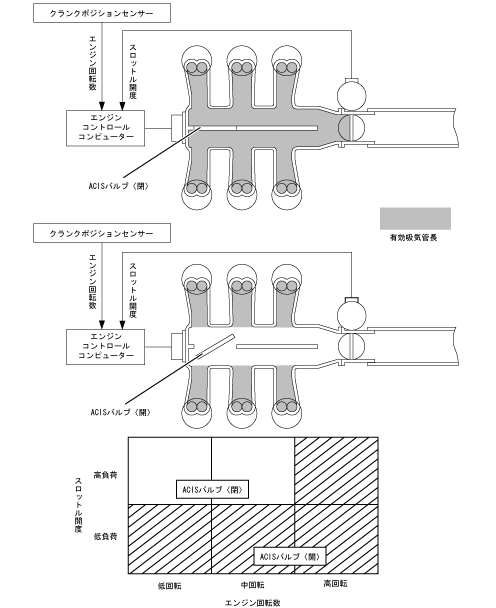 クランクポジションセンサー
エンジン回転数
スロットル開度
エンジン
コントロール
コンピューター
ACISバルブ（閉）
有効吸気管長
クランクポジションセンサー
エンジン回転数
スロットル開度
エンジン
コントロール
コンピューター
ACISバルブ（開）
スロットル開度
高負荷
低負荷
ACISバルブ（閉）
ACISバルブ（開）
低回転
中回転
高回転
エンジン回転数